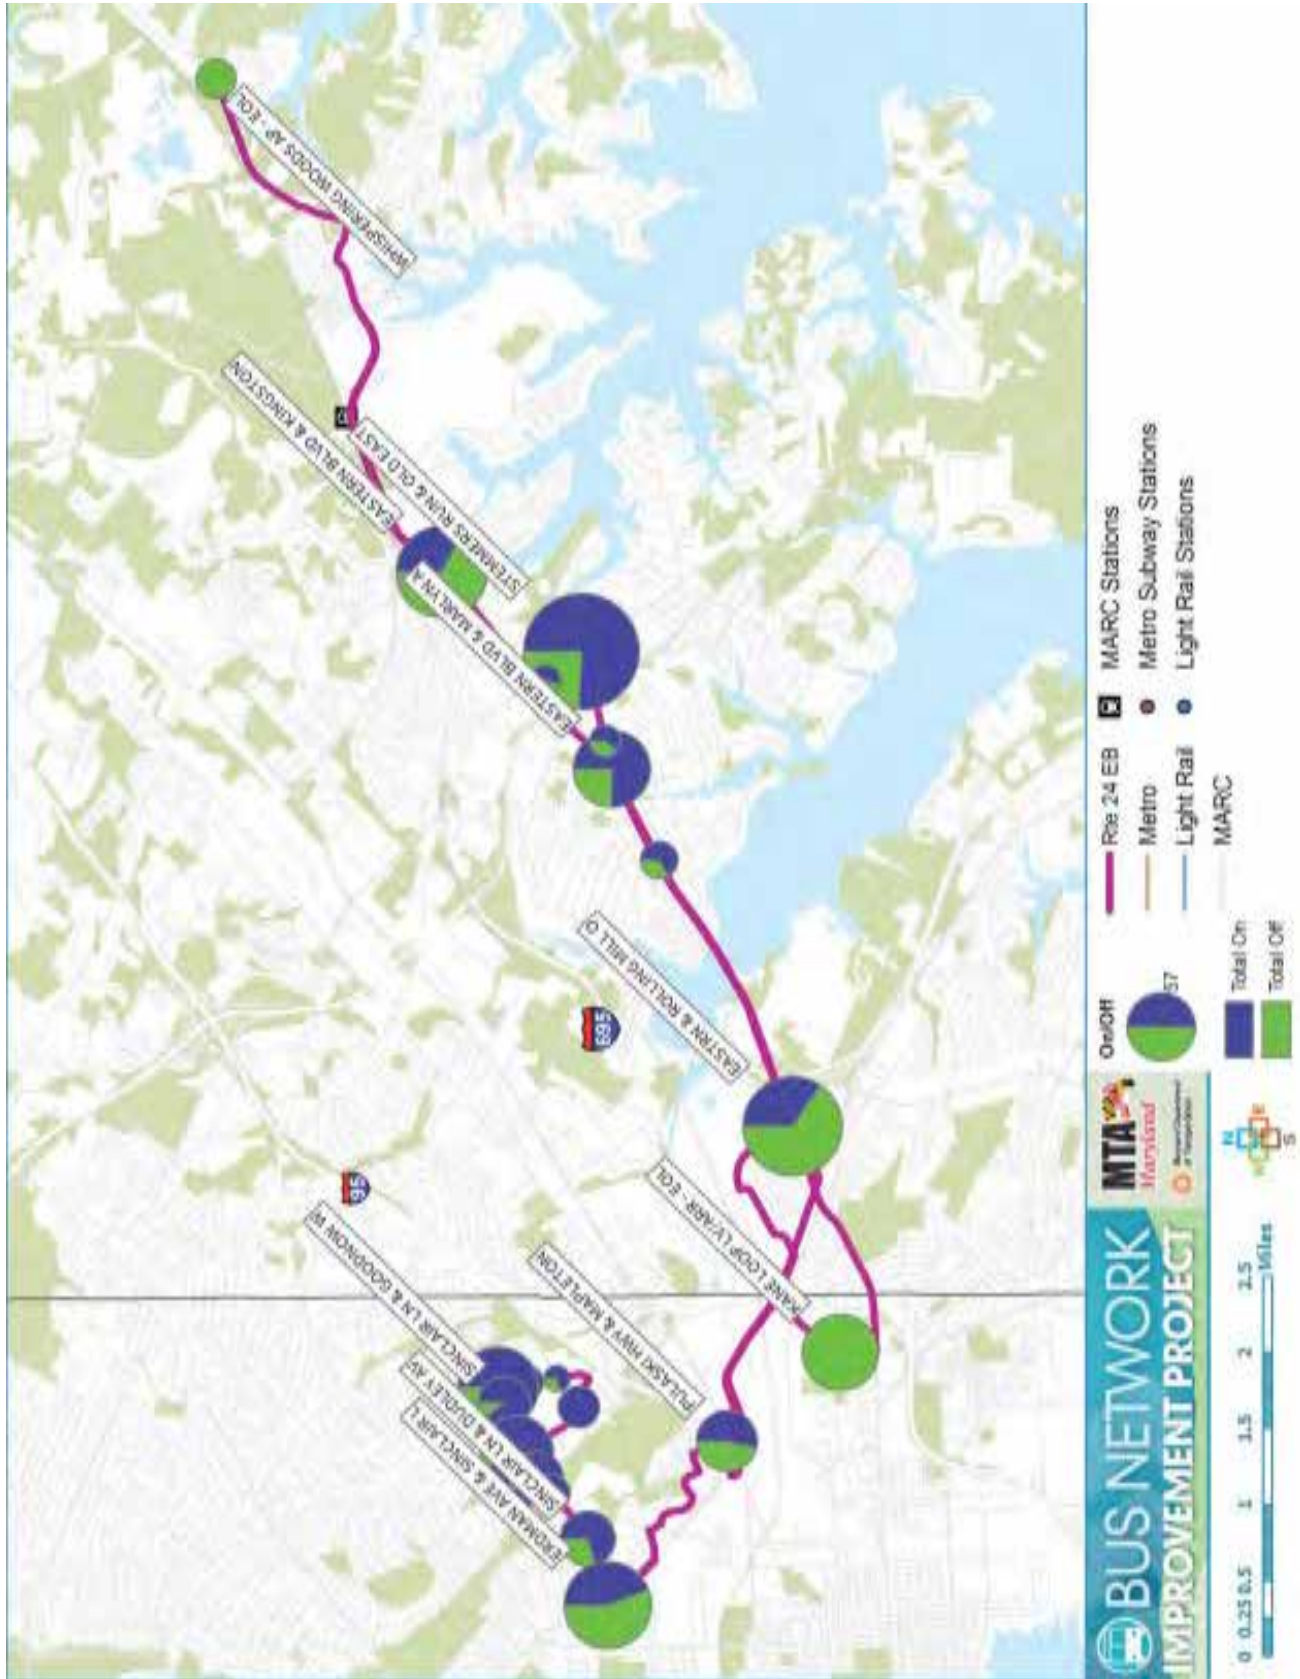 WHISPERING WOODS AP - EOL
EASTERN BLVD & KINGSTON
STEMMERS RUN & OLD EAST
EASTERN BLVD & MARLYN A
EASTRN & ROLLING MILL O
695
95
KANE LOOP LV/ARR - EOL
PULASKI HWY & MAPLETON
SINCLAIR LN & GOODNOW W
SINCLAIR LN & DUDLEY AV
ERDMAN AVE & SINCLAIR L
BUS NETWORK
IMPROVEMENT PROJECT
MTA
Maryland
0 0.25 0.5 1 1.5 2 2.5
Miles
N
E
S
On/Off
57
Total On
Total Off
Rte 24 EB
Metro
Light Rail
MARC
MARC Stations
Metro Subway Stations
Light Rail Stations